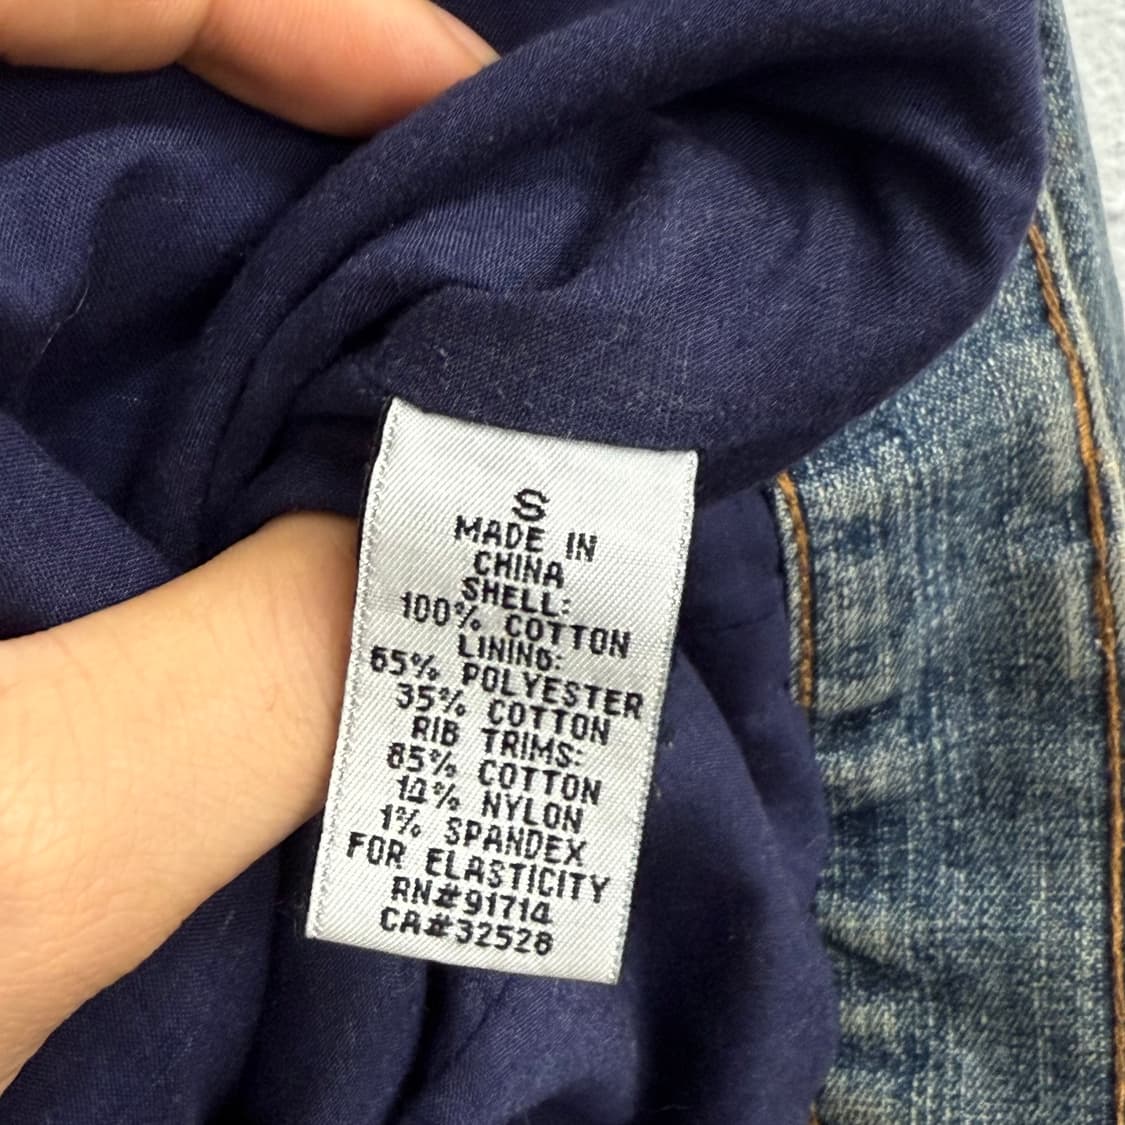 S
MADE IN
CHINA
SHELL:
100% COTTON
LINING:
65% POLYESTER
35% COTTON
RIB TRIMS:
85% COTTON
14% NYLON
1% SPANDEX
FOR ELASTICITY
RN#91714
CA#32528